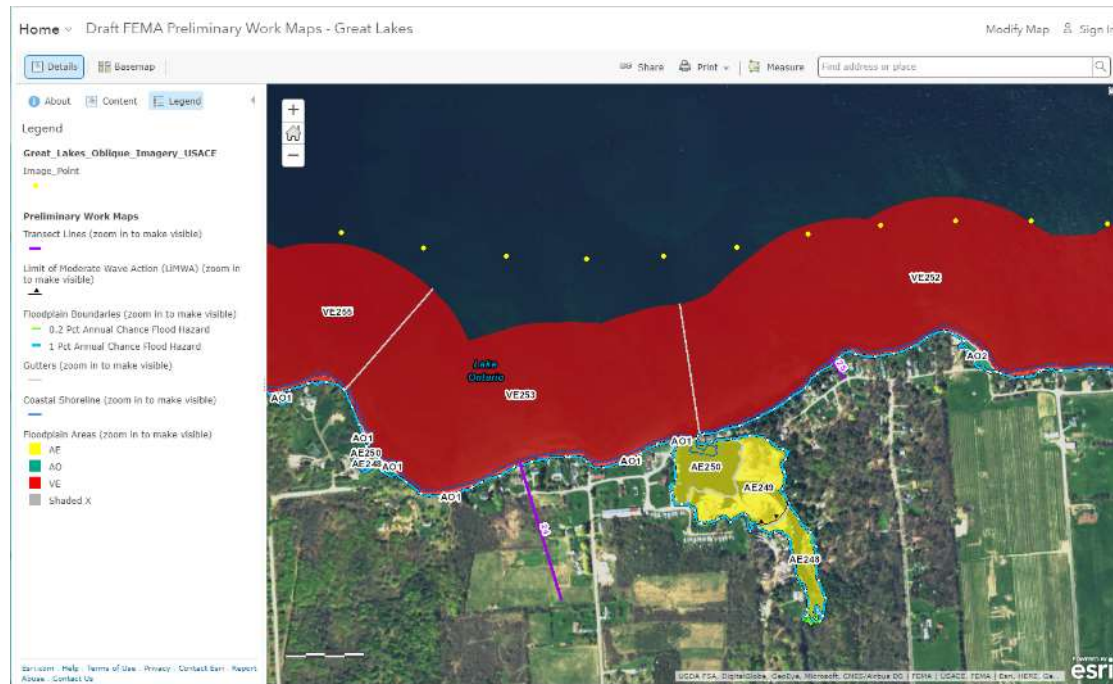 Home Draft FEMA Preliminary Work Maps - Great Lakes
Modify Map Sign In
Details Basemap
Share Print Measure Find address or place
About Content Legend
Legend
Great_Lakes_Oblique_Imagery_USACE
Image_Point
Preliminary Work Maps
Transect Lines (zoom in to make visible)
Limit of Moderate Wave Action (LiMWA) (zoom in
to make visible)
Floodplain Boundaries (zoom in to make visible)
0.2 Pct Annual Chance Flood Hazard
1 Pct Annual Chance Flood Hazard
Gutters (zoom in to make visible)
Coastal Shoreline (zoom in to make visible)
Floodplain Areas (zoom in to make visible)
AE
AO
VE
Shaded X
Esri.com . Help . Terms of Use . Privacy . Contact Esri . Report
Abuse . Contact Us
+
−
VE252
VE255
Lake
Ontario
VE253
AO2
AO1
AO1
AO1
AO1
AE250
AE248
AO1
AO1
AE250
AE249
AE248
POWERED BY
esri
USDA FSA, DigitalGlobe, GeoEye, Microsoft, CNES/Airbus DS | FEMA | USACE, FEMA | Esri, HERE, Ga...